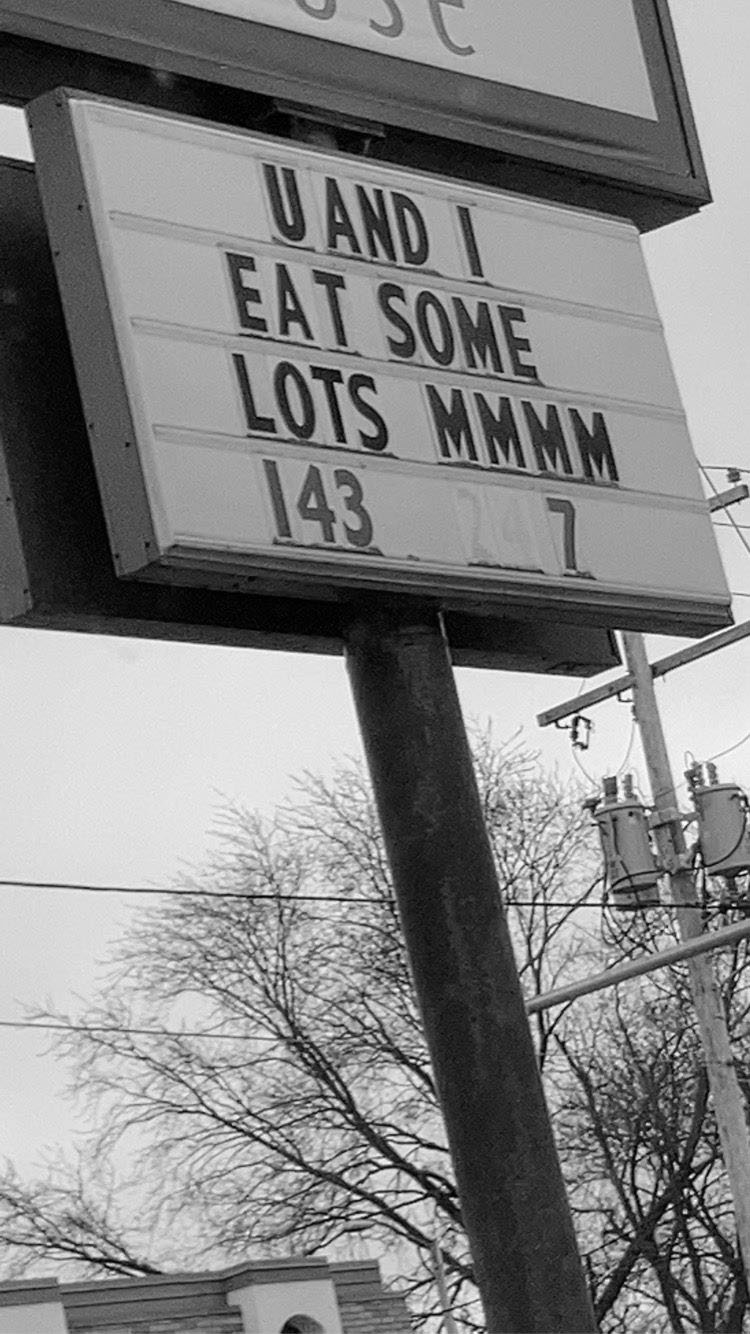 U AND I
EAT SOME
LOTS MMMM
143 247